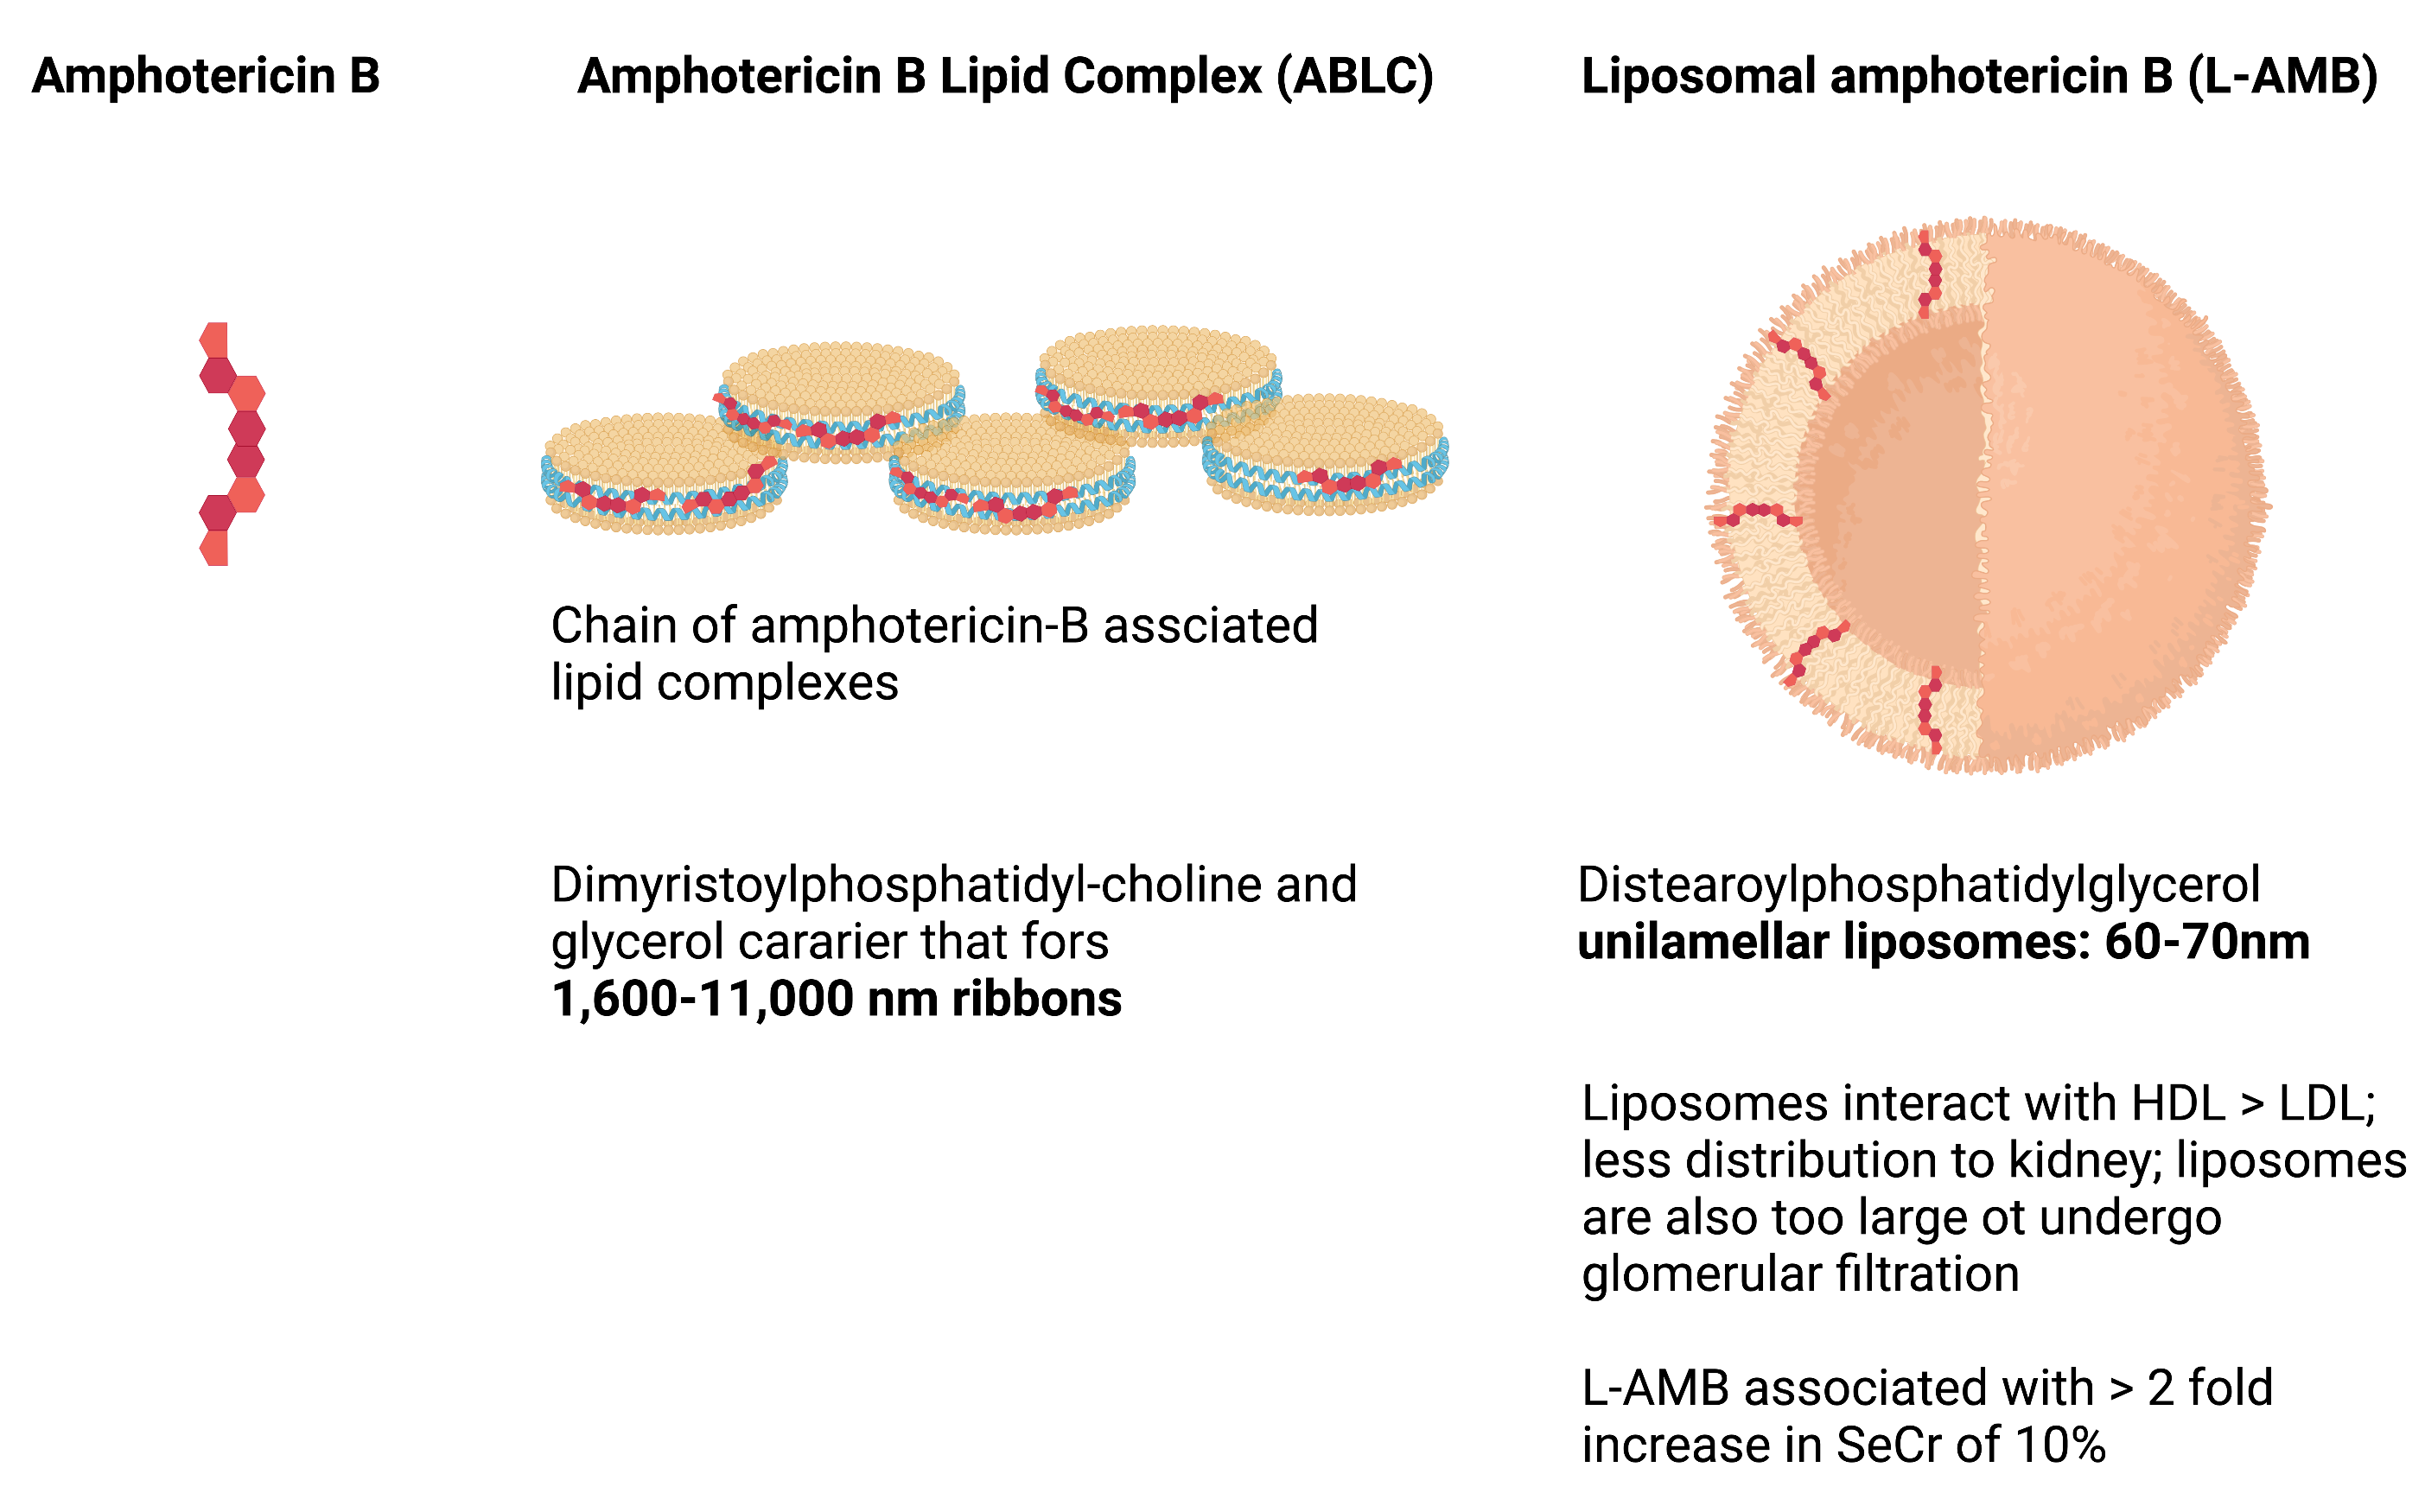 Amphotericin B
Amphotericin B Lipid Complex (ABLC)
Liposomal amphotericin B (L-AMB)
Chain of amphotericin-B assciated
lipid complexes
Dimyristoylphosphatidyl-choline and
glycerol cararier that fors
1,600-11,000 nm ribbons
Distearoylphosphatidylglycerol
unilamellar liposomes: 60-70nm
Liposomes interact with HDL > LDL;
less distribution to kidney; liposomes
are also too large ot undergo
glomerular filtration
L-AMB associated with > 2 fold
increase in SeCr of 10%